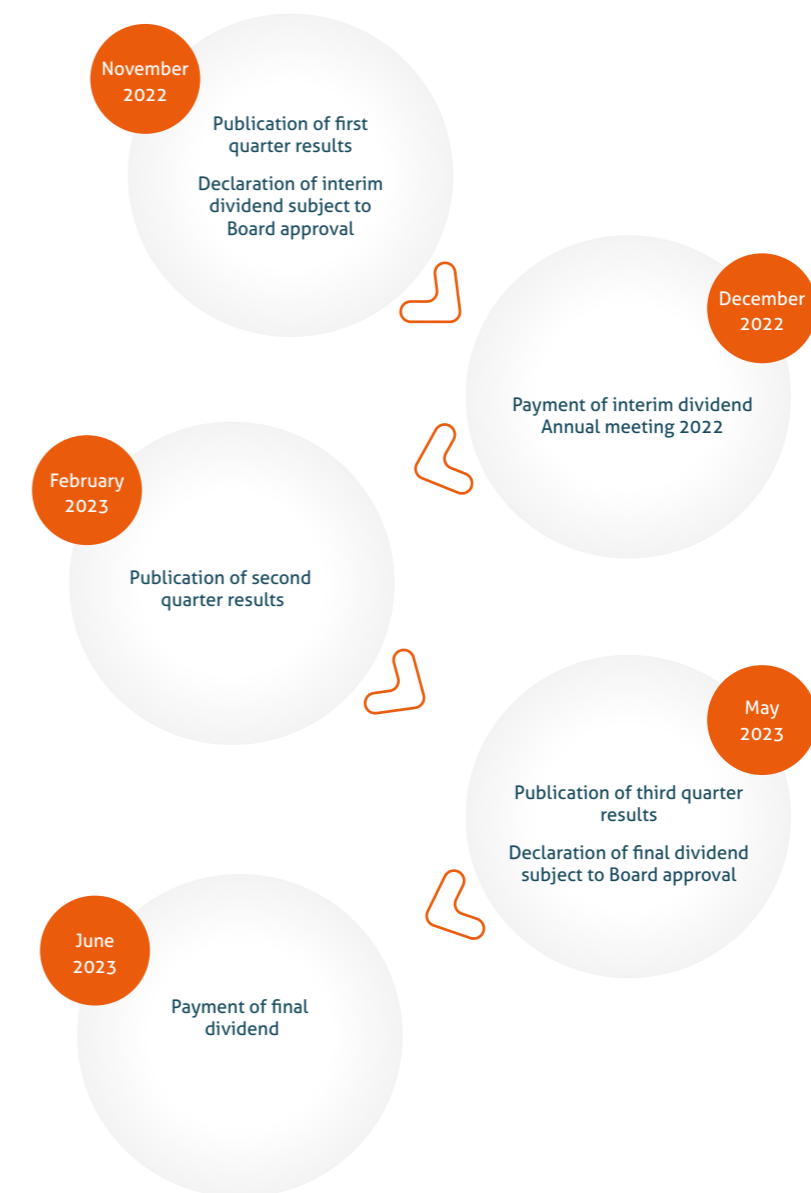 November
2022
Publication of first
quarter results
Declaration of interim
dividend subject to
Board approval
December
2022
Payment of interim dividend
Annual meeting 2022
February
2023
Publication of second
quarter results
May
2023
Publication of third quarter
results
Declaration of final dividend
subject to Board approval
June
2023
Payment of final
dividend